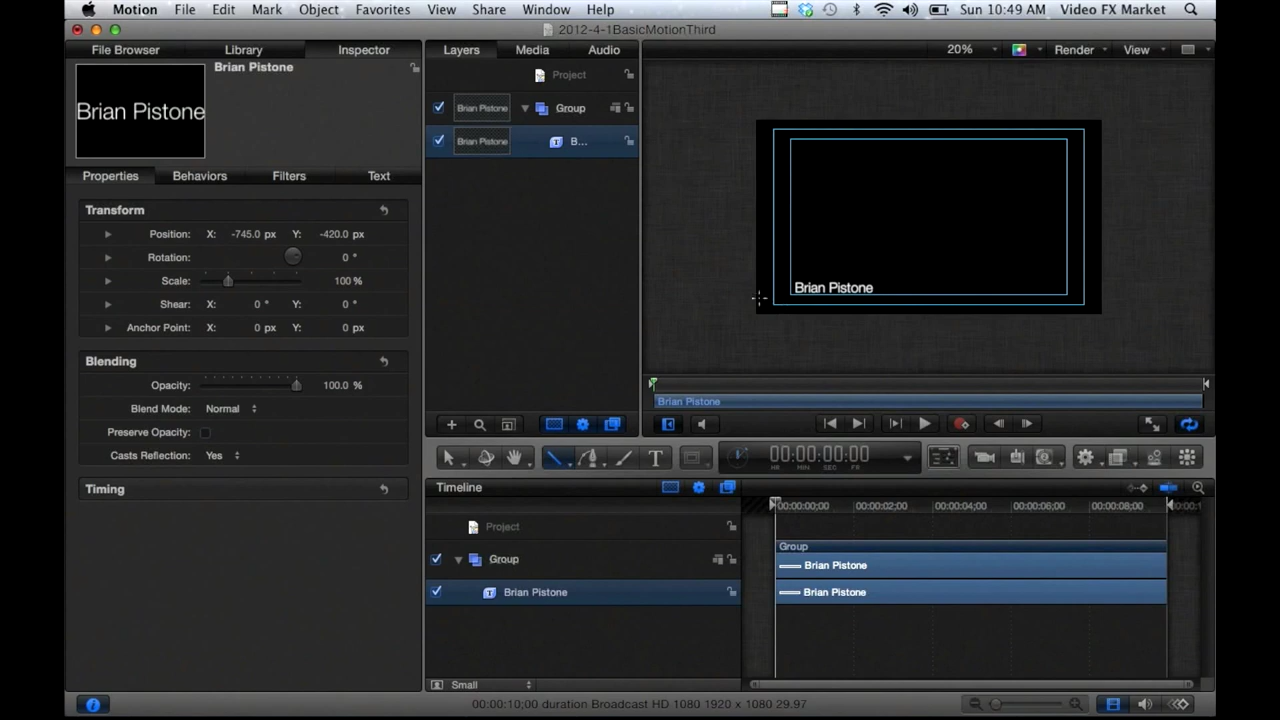 Motion File Edit Mark Object Favorites View Share Window Help Sun 10:49 AM Video FX Market
2012-4-1BasicMotionThird
File Browser Library Inspector Layers Media Audio 20% Render View
Brian Pistone
Brian Pistone
Project
Brian Pistone Group
Brian Pistone B...
Properties Behaviors Filters Text
Transform
Position: X: -745.0 px Y: -420.0 px
Rotation: 0 °
Scale: 100 %
Shear: X: 0 ° Y: 0 °
Anchor Point: X: 0 px Y: 0 px
Blending
Opacity: 100.0 %
Blend Mode: Normal
Preserve Opacity:
Casts Reflection: Yes
Timing
Brian Pistone
Brian Pistone
T 00:00:00;00
HR MIN SEC FR
Timeline
00:00:00;00 00:00:02;00 00:00:04;00 00:00:06;00 00:00:08;00
Project
Group
Group
Brian Pistone
Brian Pistone
Brian Pistone
Small
00:00:10;00 duration Broadcast HD 1080 1920 x 1080 29.97